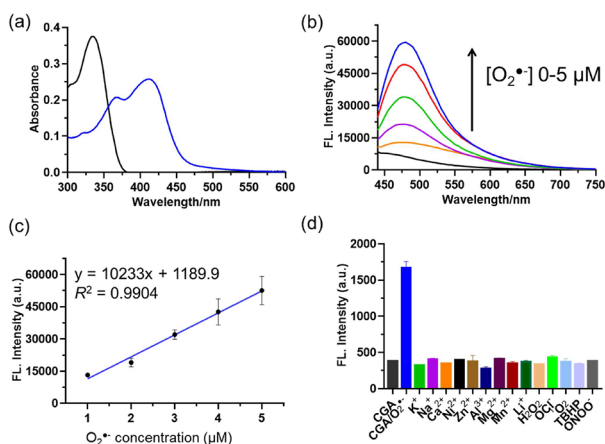 (a)
0.4
0.3
0.2
0.1
0.0
Absorbance
300 350 400 450 500 550 600
Wavelength/nm
(b)
60000
45000
30000
15000
0
FL. Intensity (a.u.)
[O₂•-] 0-5 µM
450 500 550 600 650 700 750
Wavelength/nm
(c)
60000
45000
30000
15000
0
FL. Intensity (a.u.)
y = 10233x + 1189.9
R² = 0.9904
1 2 3 4 5
O₂•- concentration (µM)
(d)
2000
1500
1000
500
0
FL. Intensity (a.u.)
CGA
CGA/O₂•-
K⁺
Na⁺
Ca²⁺
Ni²⁺
Zn²⁺
Al³⁺
Mg²⁺
Mn²⁺
Li⁺
H₂O₂
OCl⁻
¹O₂
TBHP
ONOO⁻